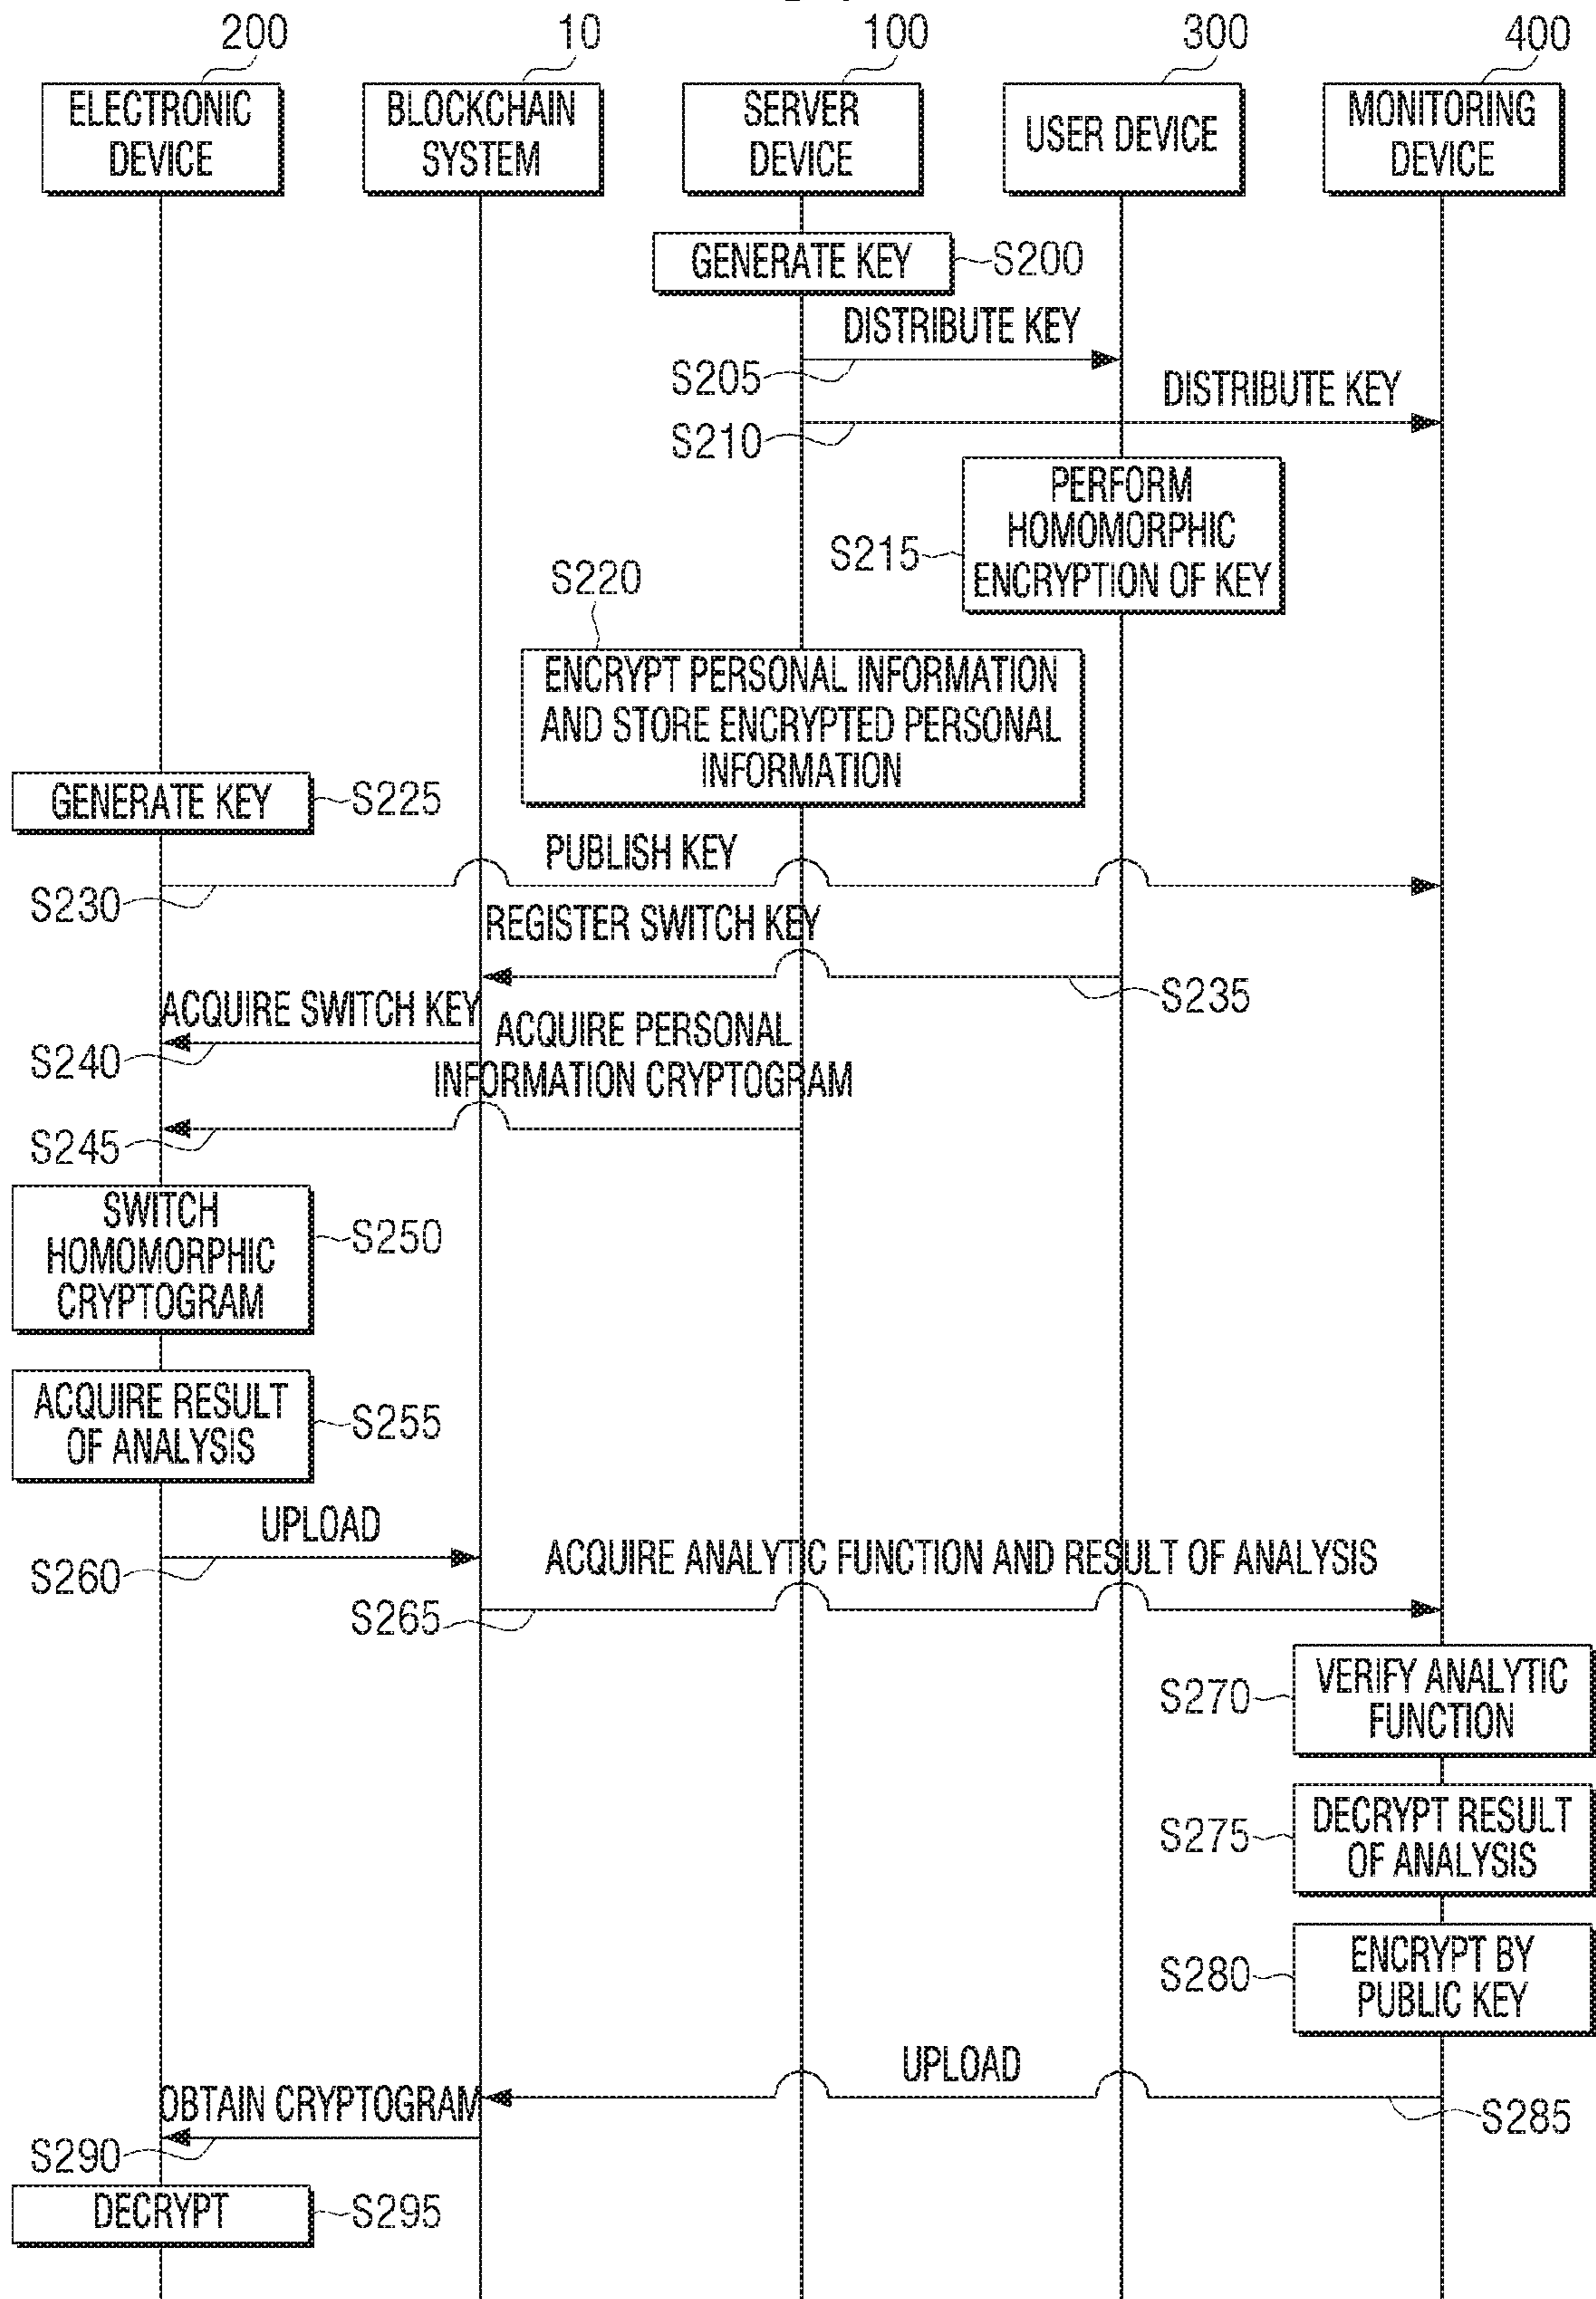 200
10
100
300
400
ELECTRONIC
DEVICE
BLOCKCHAIN
SYSTEM
SERVER
DEVICE
USER DEVICE
MONITORING
DEVICE
GENERATE KEY
S200
DISTRIBUTE KEY
S205
DISTRIBUTE KEY
S210
PERFORM
HOMOMORPHIC
ENCRYPTION OF KEY
S215
S220
ENCRYPT PERSONAL INFORMATION
AND STORE ENCRYPTED PERSONAL
INFORMATION
GENERATE KEY
S225
PUBLISH KEY
S230
REGISTER SWITCH KEY
S235
ACQUIRE SWITCH KEY
S240
ACQUIRE PERSONAL
INFORMATION CRYPTOGRAM
S245
SWITCH
HOMOMORPHIC
CRYPTOGRAM
S250
ACQUIRE RESULT
OF ANALYSIS
S255
UPLOAD
S260
ACQUIRE ANALYTIC FUNCTION AND RESULT OF ANALYSIS
S265
VERIFY ANALYTIC
FUNCTION
S270
DECRYPT RESULT
OF ANALYSIS
S275
ENCRYPT BY
PUBLIC KEY
S280
UPLOAD
S285
OBTAIN CRYPTOGRAM
S290
DECRYPT
S295